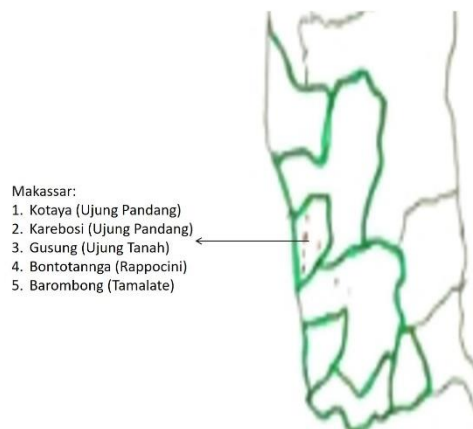 Makassar:
1. Kotaya (Ujung Pandang)
2. Karebosi (Ujung Pandang)
3. Gusung (Ujung Tanah)
4. Bontotannga (Rappocini)
5. Barombong (Tamalate)